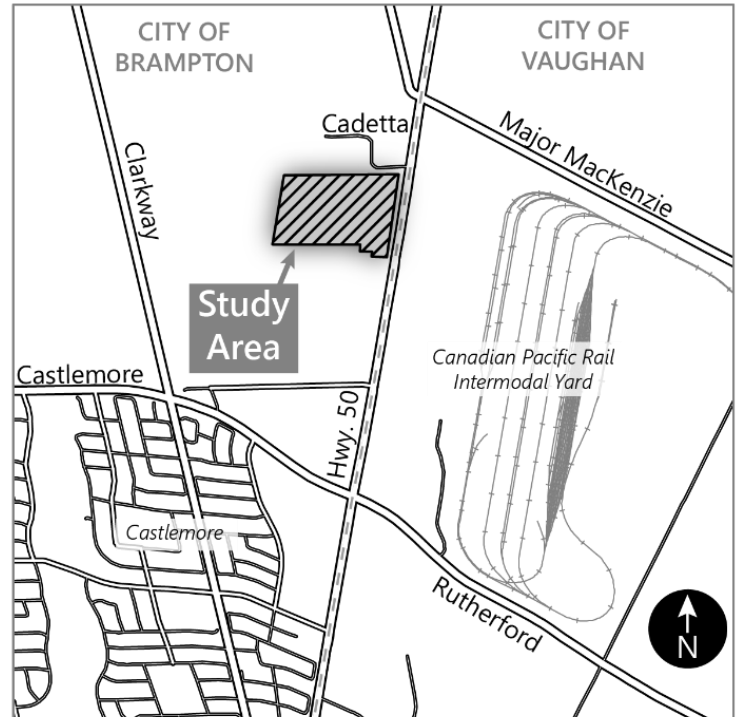 CITY OF
BRAMPTON
CITY OF
VAUGHAN
Cadetta
Major MacKenzie
Clarkway
Study
Area
Canadian Pacific Rail
Intermodal Yard
Castlemore
Hwy. 50
Castlemore
Rutherford
N